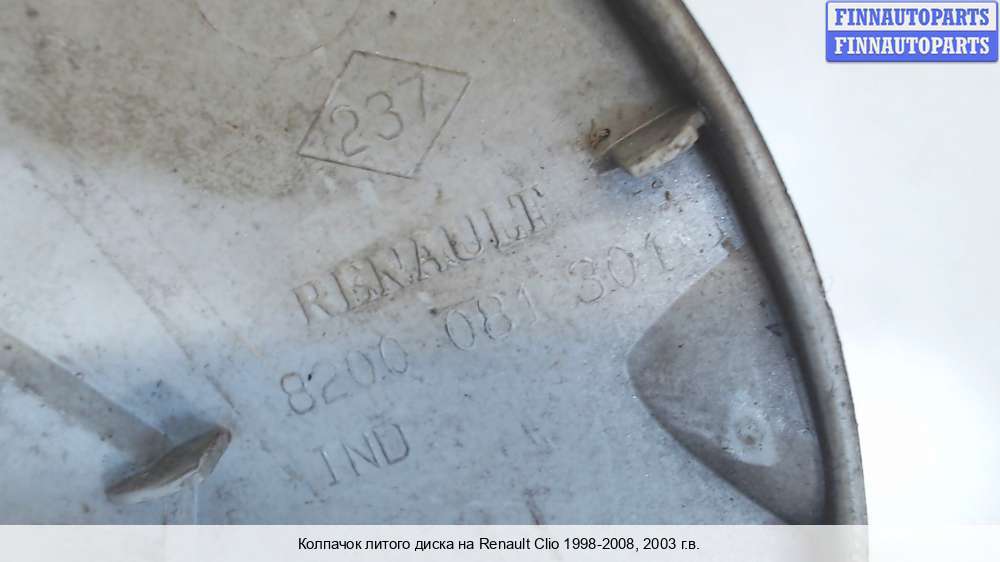 FINNAUTOPARTS
FINNAUTOPARTS
237
RENAULT
8200 081 301
IND
Колпачок литого диска на Renault Clio 1998-2008, 2003 г.в.